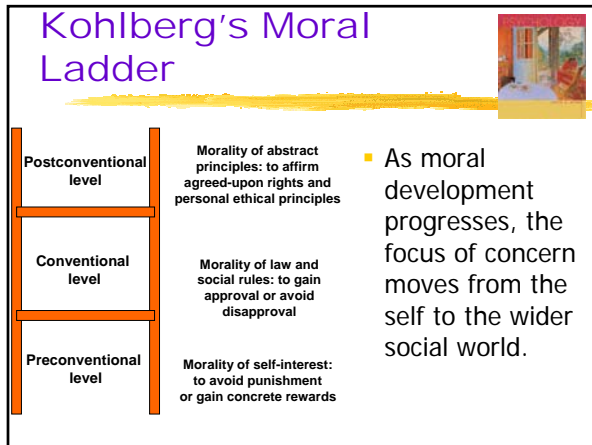 Kohlberg's Moral
Ladder
PSYCHOLOGY
Postconventional
level
Morality of abstract
principles: to affirm
agreed-upon rights and
personal ethical principles
Conventional
level
Morality of law and
social rules: to gain
approval or avoid
disapproval
Preconventional
level
Morality of self-interest:
to avoid punishment
or gain concrete rewards
As moral
development
progresses, the
focus of concern
moves from the
self to the wider
social world.